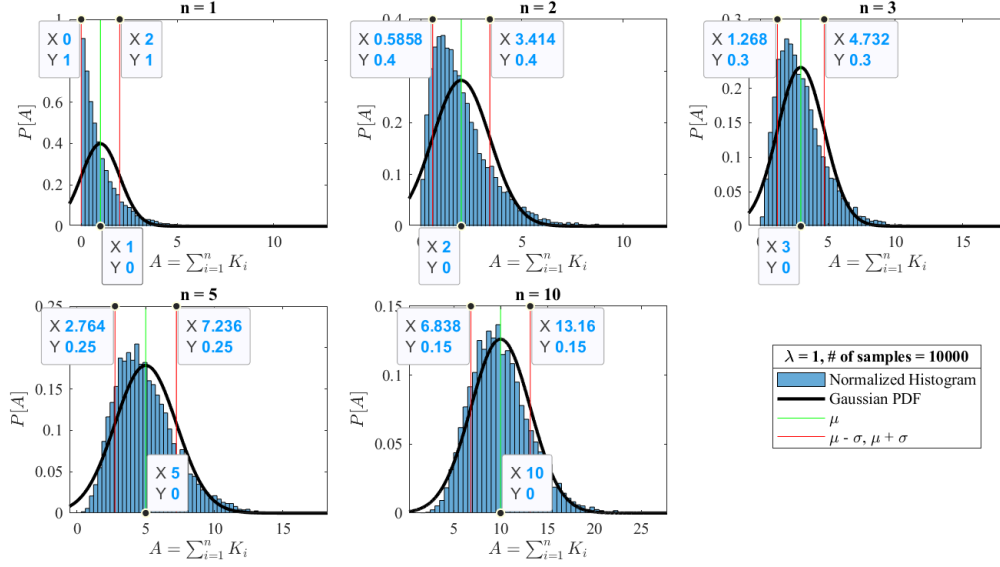 n = 1
1
0.8
0.6
0.4
0.2
0
P[A]
X 0
Y 1
X 2
Y 1
X 1
Y 0
5
10
A = ∑ⁿᵢ₌₁ Kᵢ
n = 2
0.4
0.3
0.2
0.1
0
P[A]
X 0.5858
Y 0.4
X 3.414
Y 0.4
X 2
Y 0
5
10
A = ∑ⁿᵢ₌₁ Kᵢ
n = 3
0.3
0.2
0.15
0.1
0.05
0
P[A]
X 1.268
Y 0.3
X 4.732
Y 0.3
X 3
Y 0
5
10
15
A = ∑ⁿᵢ₌₁ Kᵢ
n = 5
0.25
0.15
0.1
0.05
0
P[A]
X 2.764
Y 0.25
X 7.236
Y 0.25
X 5
Y 0
0
5
10
15
A = ∑ⁿᵢ₌₁ Kᵢ
n = 10
0.15
0.1
0.05
0
P[A]
X 6.838
Y 0.15
X 13.16
Y 0.15
X 10
Y 0
5
10
15
20
25
A = ∑ⁿᵢ₌₁ Kᵢ
λ = 1, # of samples = 10000
Normalized Histogram
Gaussian PDF
μ
μ - σ, μ + σ